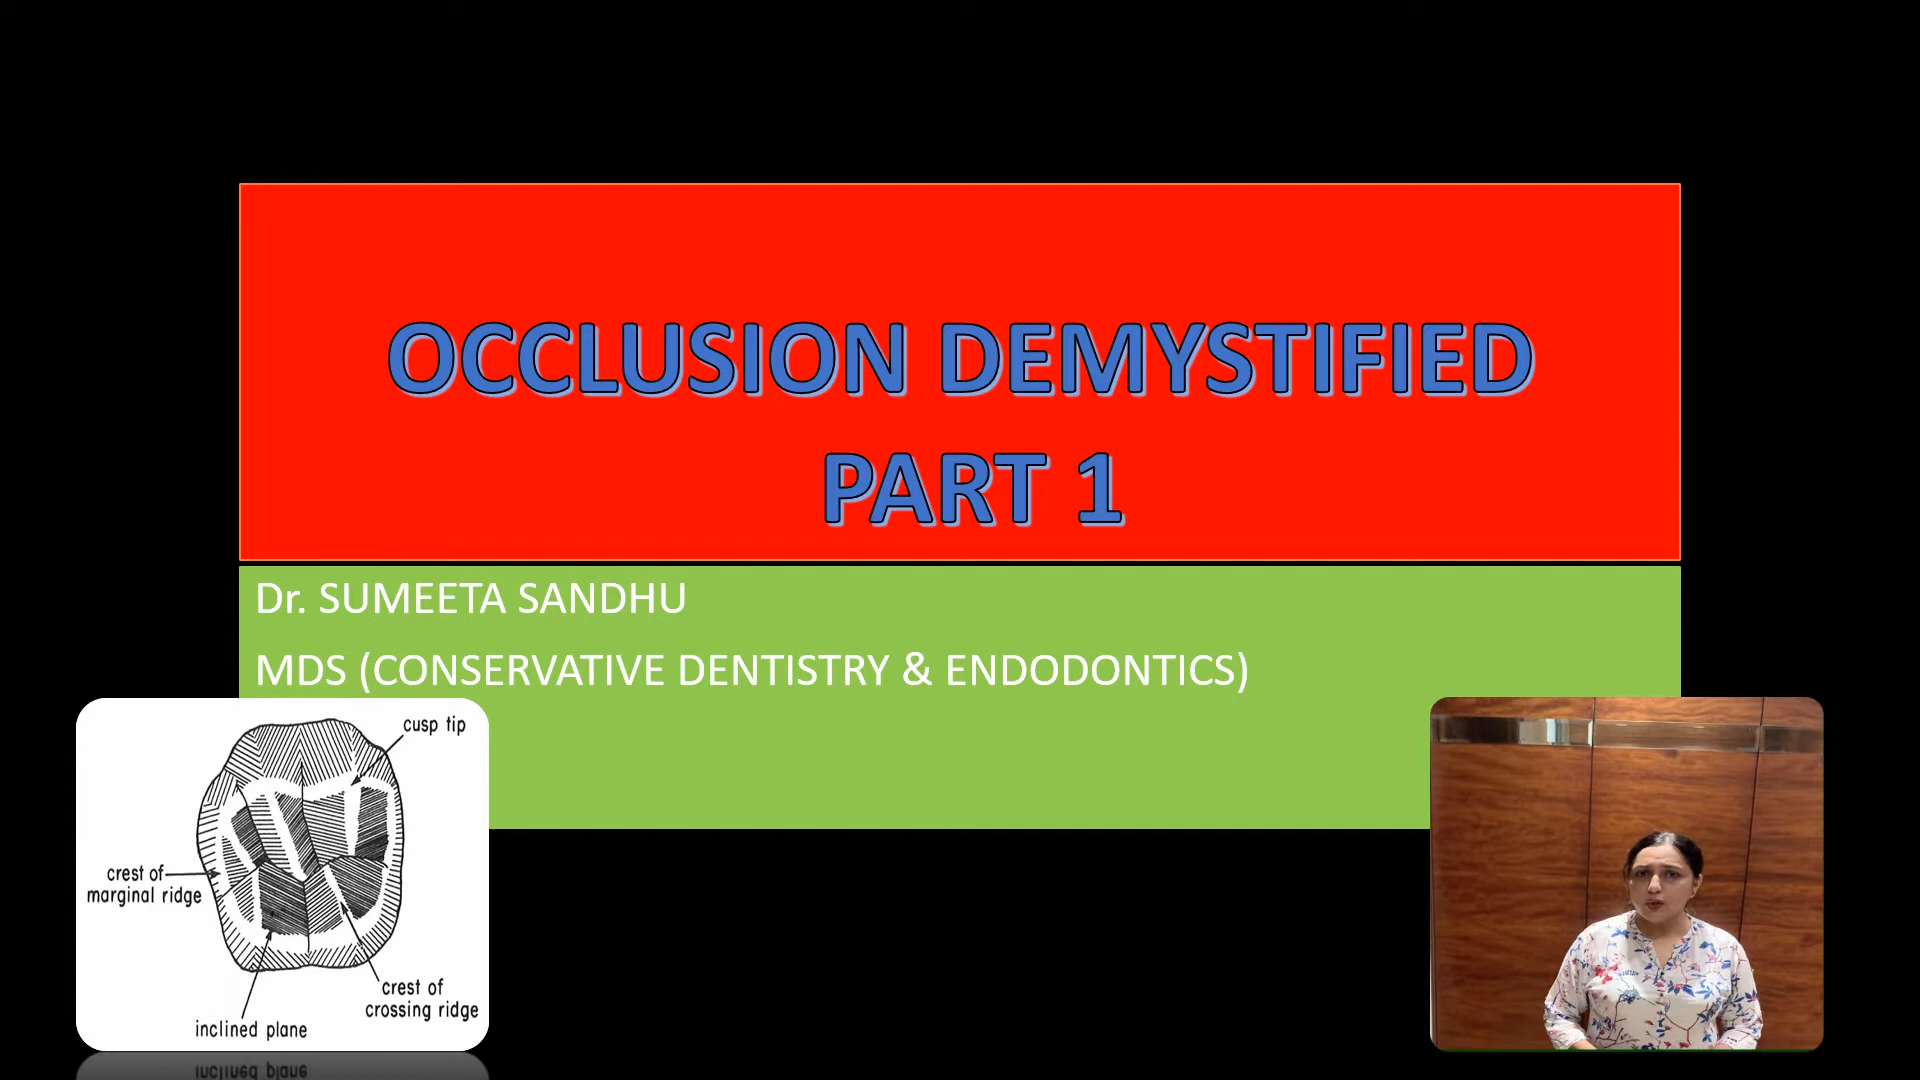 OCCLUSION DEMYSTIFIED
PART 1
Dr. SUMEETA SANDHU
MDS (CONSERVATIVE DENTISTRY & ENDODONTICS)
cusp tip
crest of
marginal ridge
crest of
crossing ridge
inclined plane